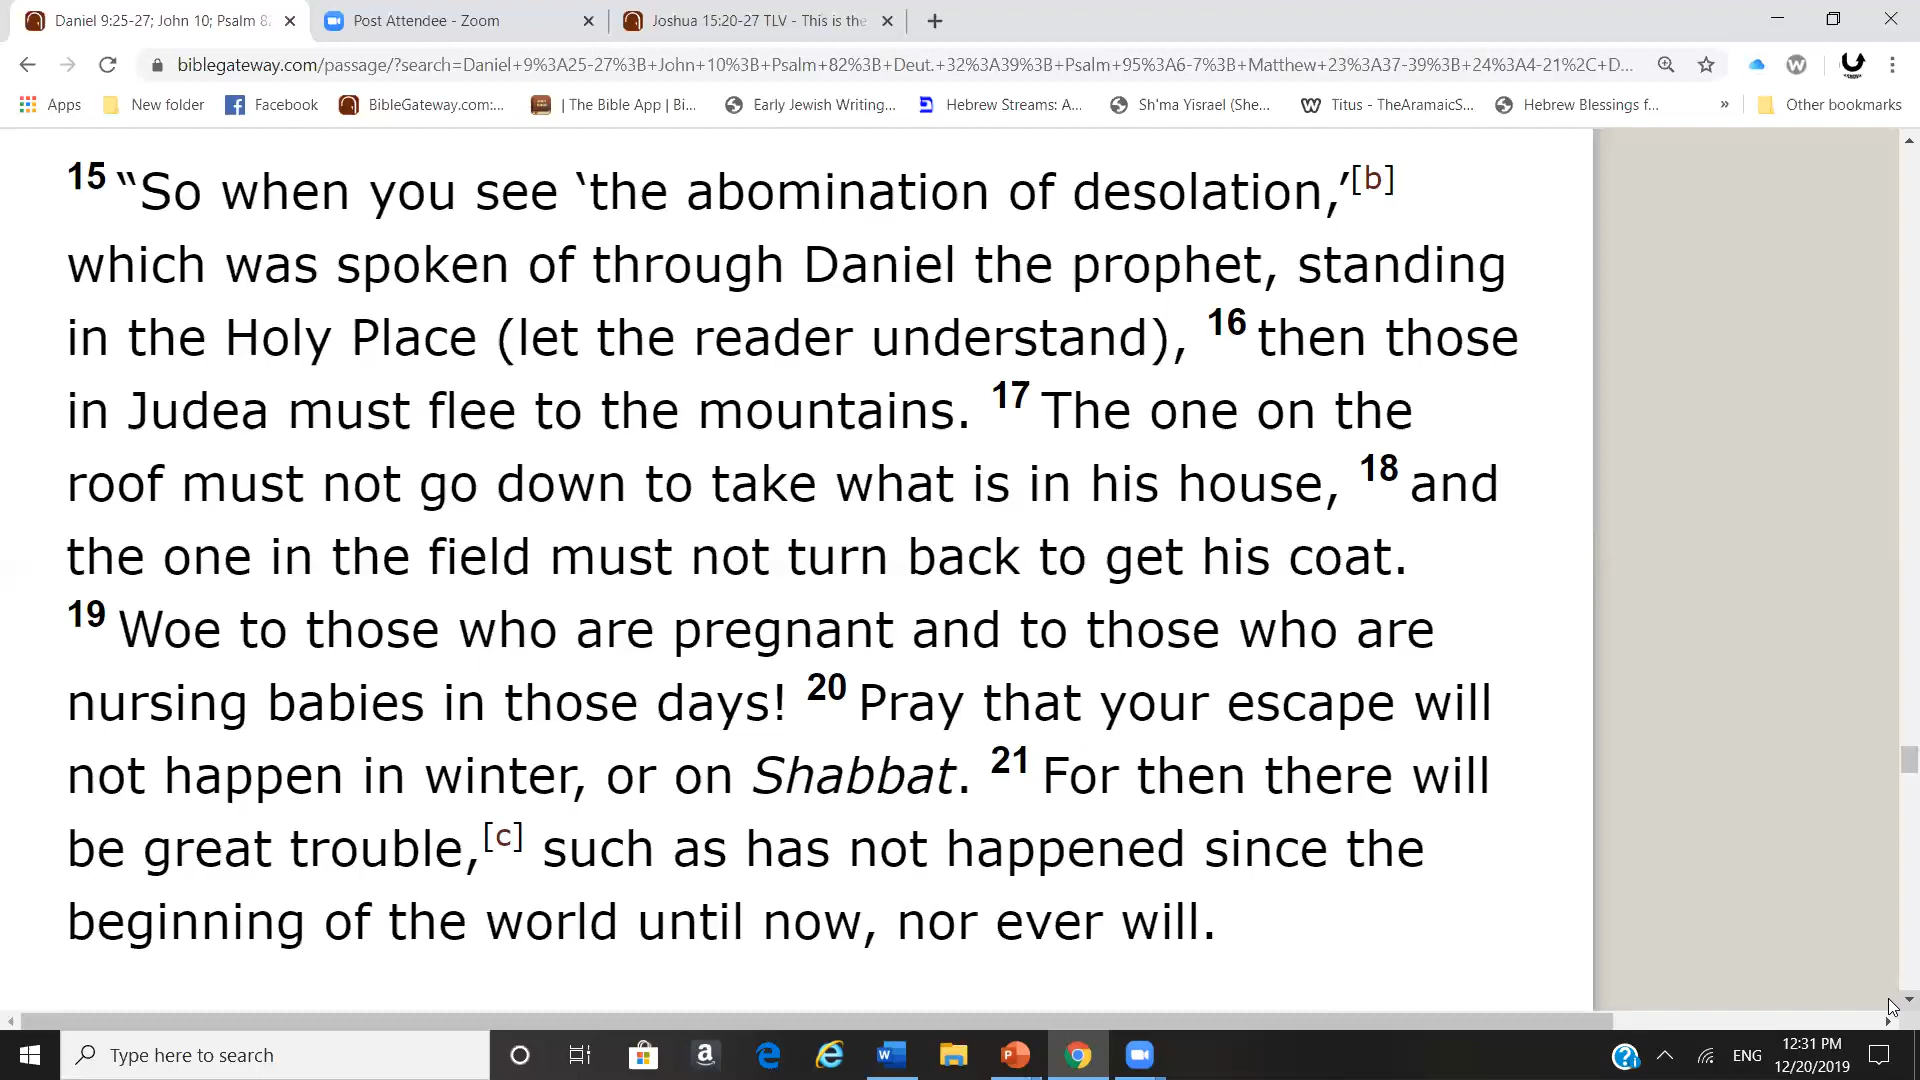 Daniel 9:25-27; John 10; Psalm 82
Post Attendee - Zoom
Joshua 15:20-27 TLV - This is the
biblegateway.com/passage/?search=Daniel+9%3A25-27%3B+John+10%3B+Psalm+82%3B+Deut.+32%3A39%3B+Psalm+95%3A6-7%3B+Matthew+23%3A37-39%3B+24%3A4-21%2C+D...
Apps
New folder
Facebook
BibleGateway.com:...
| The Bible App | Bi...
Early Jewish Writing...
Hebrew Streams: A...
Sh'ma Yisrael (She...
Titus - TheAramaicS...
Hebrew Blessings f...
»
Other bookmarks
15 “So when you see ‘the abomination of desolation,’[b]
which was spoken of through Daniel the prophet, standing
in the Holy Place (let the reader understand), 16 then those
in Judea must flee to the mountains. 17 The one on the
roof must not go down to take what is in his house, 18 and
the one in the field must not turn back to get his coat.
19 Woe to those who are pregnant and to those who are
nursing babies in those days! 20 Pray that your escape will
not happen in winter, or on Shabbat. 21 For then there will
be great trouble,[c] such as has not happened since the
beginning of the world until now, nor ever will.
Type here to search
ENG
12:31 PM
12/20/2019